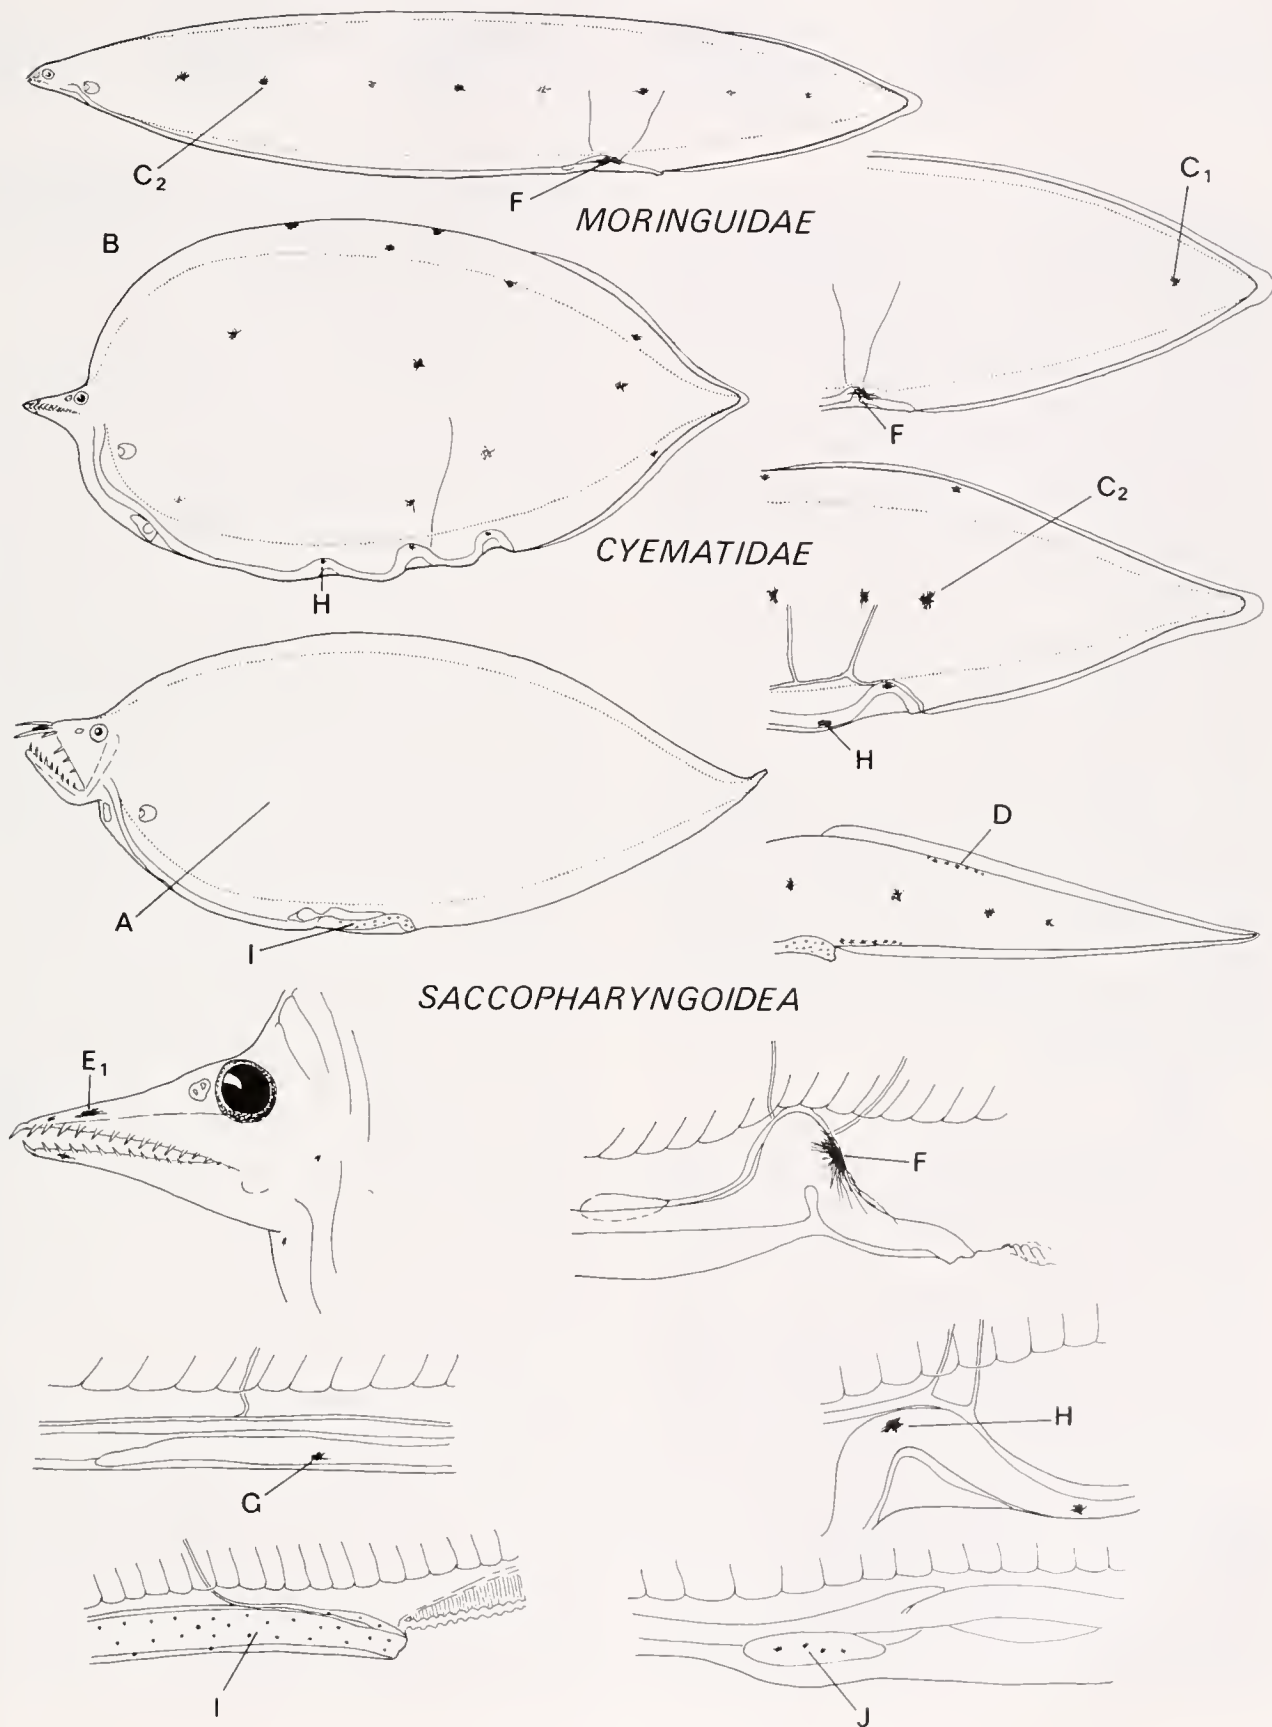 C2
F
MORINGUIDAE
C1
B
F
C2
CYEMATIDAE
H
H
D
A
I
SACCOPHARYNGOIDEA
E1
F
G
H
I
J